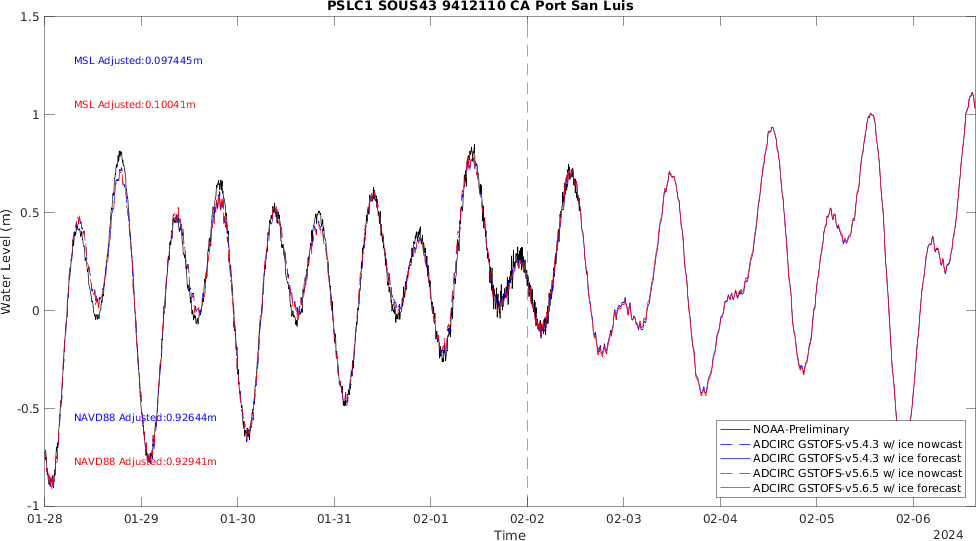 PSLC1 SOUS43 9412110 CA Port San Luis
1.5
MSL Adjusted:0.097445m
MSL Adjusted:0.10041m
1
0.5
Water Level (m)
0
-0.5
NAVD88 Adjusted:0.92644m
NOAA-Preliminary
ADCIRC GSTOFS-v5.4.3 w/ ice nowcast
ADCIRC GSTOFS-v5.4.3 w/ ice forecast
NAVD88 Adjusted:0.92941m
ADCIRC GSTOFS-v5.6.5 w/ ice nowcast
ADCIRC GSTOFS-v5.6.5 w/ ice forecast
-1
01-28 01-29 01-30 01-31 02-01 02-02 02-03 02-04 02-05 02-06
Time
2024